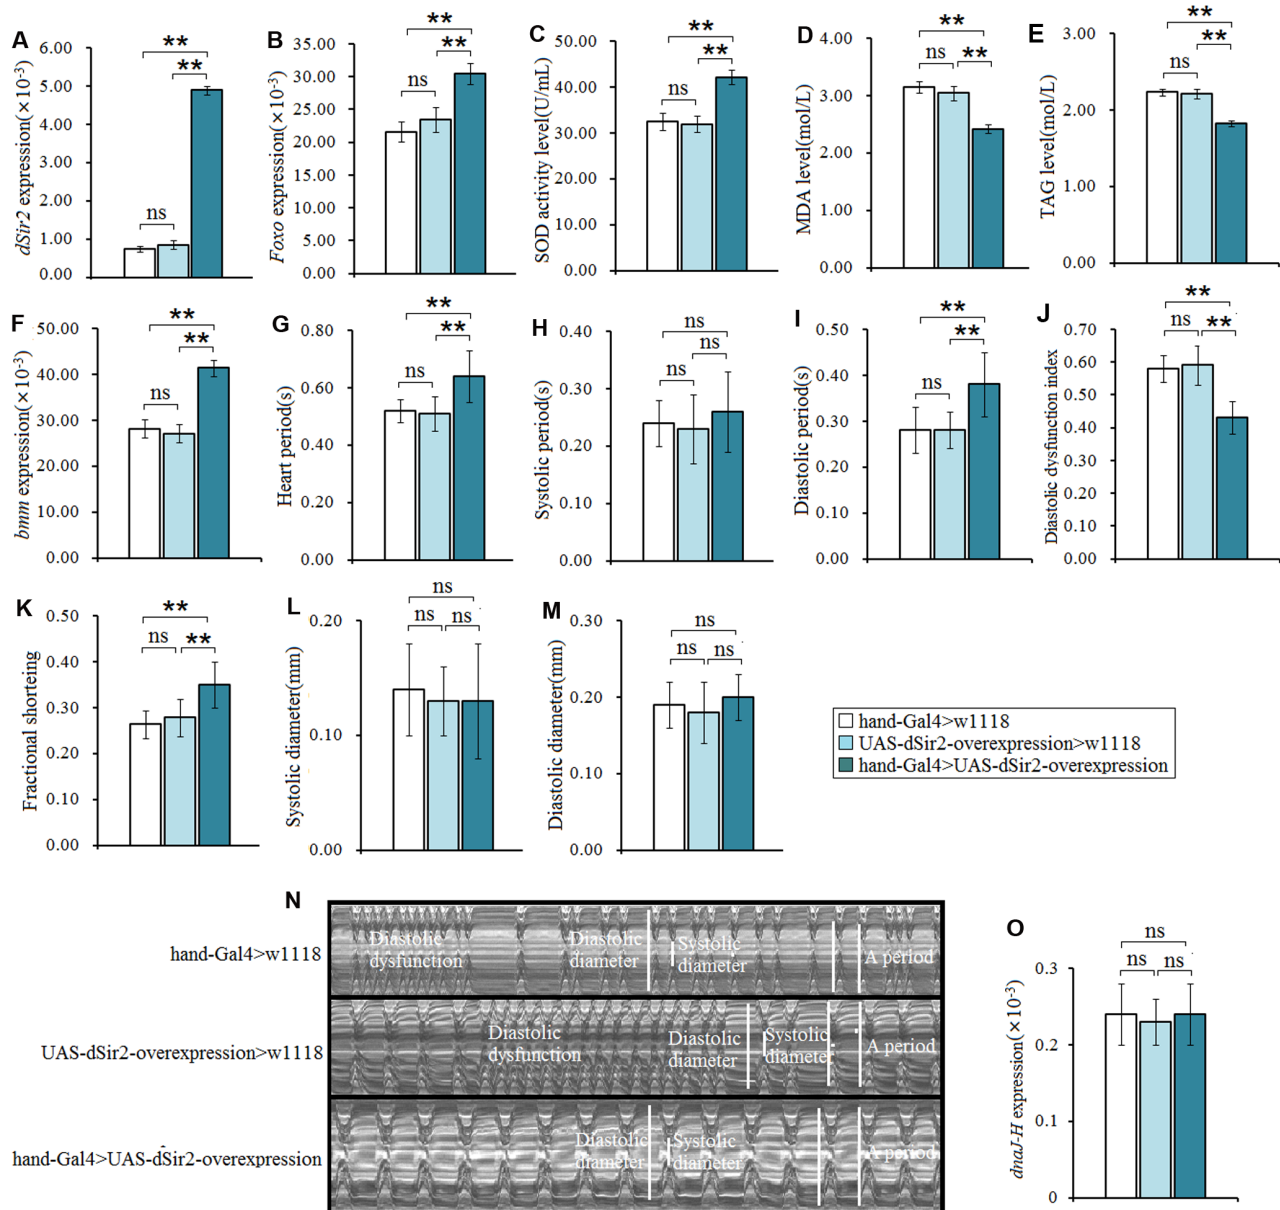 A
dSir2 expression(×10⁻³)
6.00
5.00
4.00
3.00
2.00
1.00
0.00
**
**
ns
B
Foxo expression(×10⁻³)
35.00
30.00
25.00
20.00
15.00
10.00
5.00
0.00
**
**
ns
C
SOD activity level(U/mL)
50.00
40.00
30.00
20.00
10.00
0.00
**
**
ns
D
MDA level(mol/L)
4.00
3.00
2.00
1.00
0.00
**
ns
**
E
TAG level(mol/L)
3.00
2.00
1.00
0.00
**
**
ns
F
bmm expression(×10⁻³)
50.00
40.00
30.00
20.00
10.00
0.00
**
**
ns
G
Heart period(s)
0.80
0.60
0.40
0.20
0.00
**
**
ns
H
Systolic period(s)
0.40
0.30
0.20
0.10
0.00
ns
ns
ns
I
Diastolic period(s)
0.50
0.40
0.30
0.20
0.10
0.00
**
**
ns
J
Diastolic dysfunction index
0.70
0.60
0.50
0.40
0.30
0.20
0.10
0.00
**
ns
**
K
Fractional shorteing
0.50
0.40
0.30
0.20
0.10
0.00
**
ns
**
L
Systolic diameter(mm)
0.20
0.10
0.00
ns
ns
ns
M
Diastolic diameter(mm)
0.30
0.20
0.10
0.00
ns
ns
ns
hand-Gal4>w1118
UAS-dSir2-overexpression>w1118
hand-Gal4>UAS-dSir2-overexpression
N
hand-Gal4>w1118
Diastolic
dysfunction
Diastolic
diameter
Systolic
diameter
A period
UAS-dSir2-overexpression>w1118
Diastolic
dysfunction
Diastolic
diameter
Systolic
diameter
A period
hand-Gal4>UAS-dSir2-overexpression
Diastolic
diameter
Systolic
diameter
A period
O
dnaJ-H expression(×10⁻³)
0.3
0.2
0.1
0
ns
ns
ns